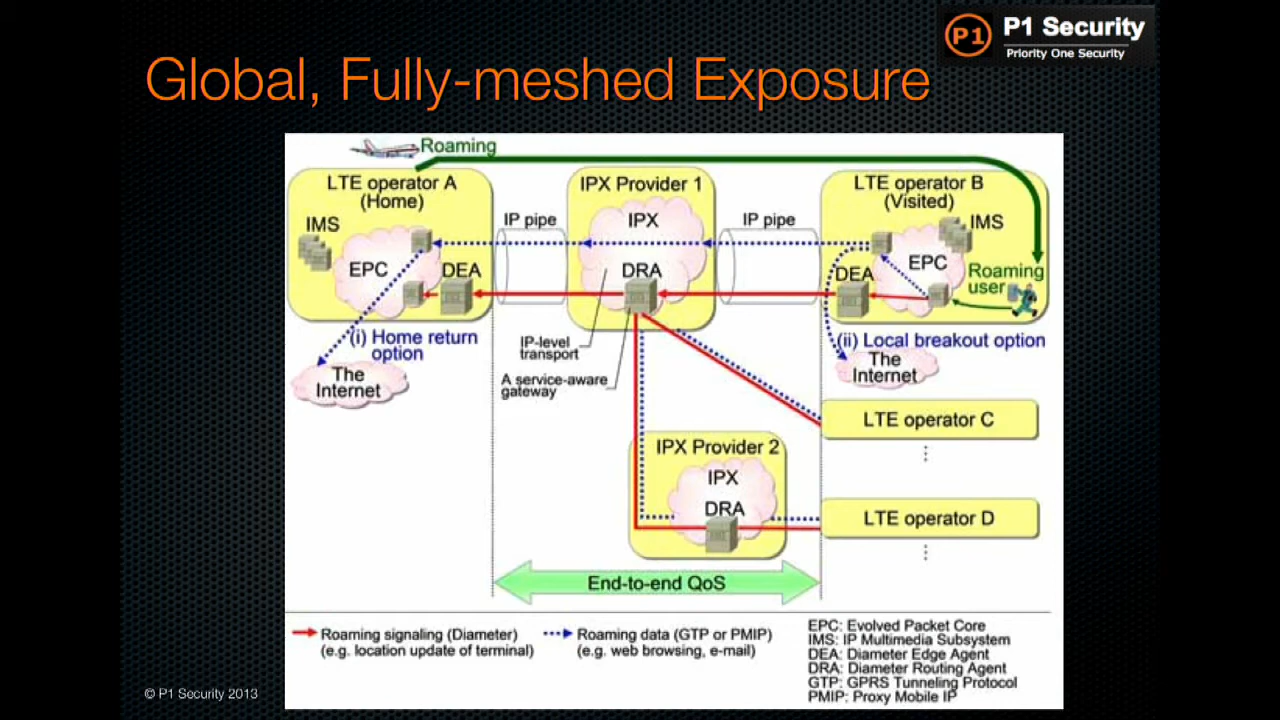 P1 P1 Security
Priority One Security
Global, Fully-meshed Exposure
Roaming
LTE operator A
(Home)
IMS
EPC
DEA
(i) Home return
option
The
Internet
IP pipe
IPX Provider 1
IPX
DRA
IP-level
transport
A service-aware
gateway
IP pipe
LTE operator B
(Visited)
IMS
EPC
DEA
Roaming
user
(ii) Local breakout option
The
Internet
LTE operator C
IPX Provider 2
IPX
DRA
LTE operator D
End-to-end QoS
Roaming signaling (Diameter)
(e.g. location update of terminal)
Roaming data (GTP or PMIP)
(e.g. web browsing, e-mail)
EPC: Evolved Packet Core
IMS: IP Multimedia Subsystem
DEA: Diameter Edge Agent
DRA: Diameter Routing Agent
GTP: GPRS Tunneling Protocol
PMIP: Proxy Mobile IP
© P1 Security 2013